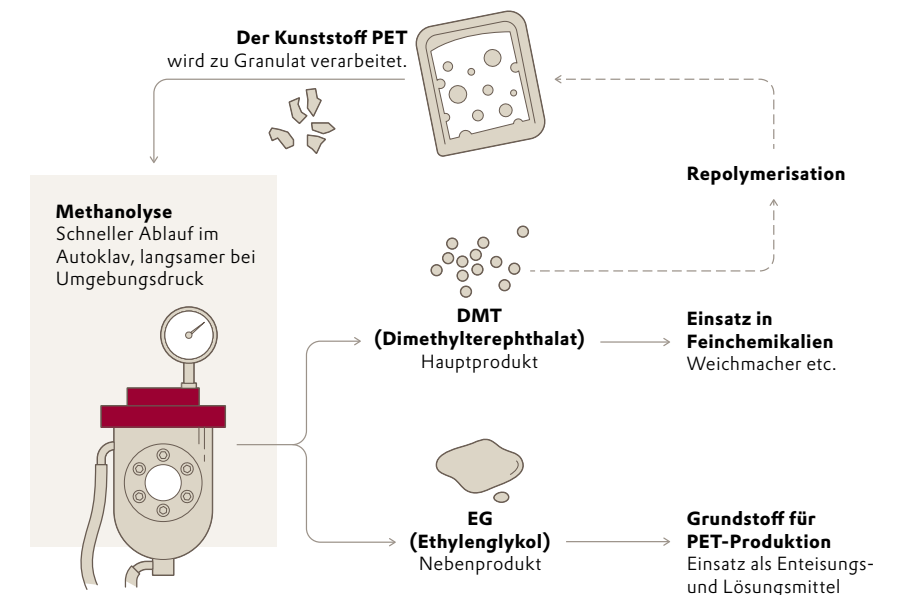 Der Kunststoff PET
wird zu Granulat verarbeitet.
Repolymerisation
Methanolyse
Schneller Ablauf im
Autoklav, langsamer bei
Umgebungsdruck
DMT
(Dimethylterephthalat)
Hauptprodukt
Einsatz in
Feinchemikalien
Weichmacher etc.
EG
(Ethylenglykol)
Nebenprodukt
Grundstoff für
PET-Produktion
Einsatz als Enteisungs-
und Lösungsmittel